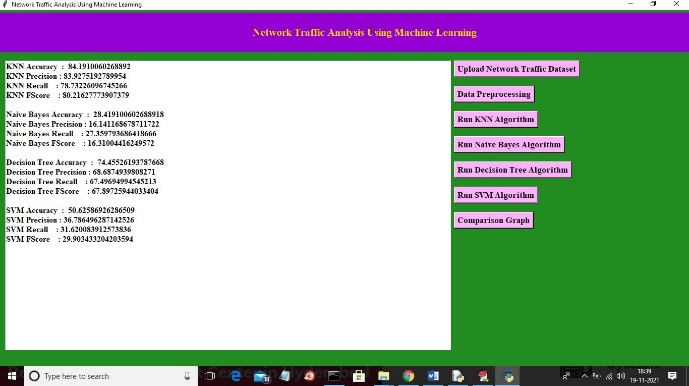 Network Traffic Analysis Using Machine Learning
Network Traffic Analysis Using Machine Learning
KNN Accuracy : 84.1910060268892
KNN Precision : 83.9275192789954
KNN Recall : 78.73226096745266
KNN FScore : 80.21627773907379
Naive Bayes Accuracy : 28.419100602688918
Naive Bayes Precision : 16.141168678711722
Naive Bayes Recall : 27.359793686418666
Naive Bayes FScore : 16.31004416249572
Decision Tree Accuracy : 74.45526193787668
Decision Tree Precision : 68.6874939808271
Decision Tree Recall : 67.49694994545213
Decision Tree FScore : 67.89725944033404
SVM Accuracy : 50.62586926286509
SVM Precision : 36.786496287142526
SVM Recall : 31.620083912573836
SVM FScore : 29.903433204203594
Upload Network Traffic Dataset
Data Preprocessing
Run KNN Algorithm
Run Naive Bayes Algorithm
Run Decision Tree Algorithm
Run SVM Algorithm
Comparison Graph
Type here to search
18:39
19-11-2021